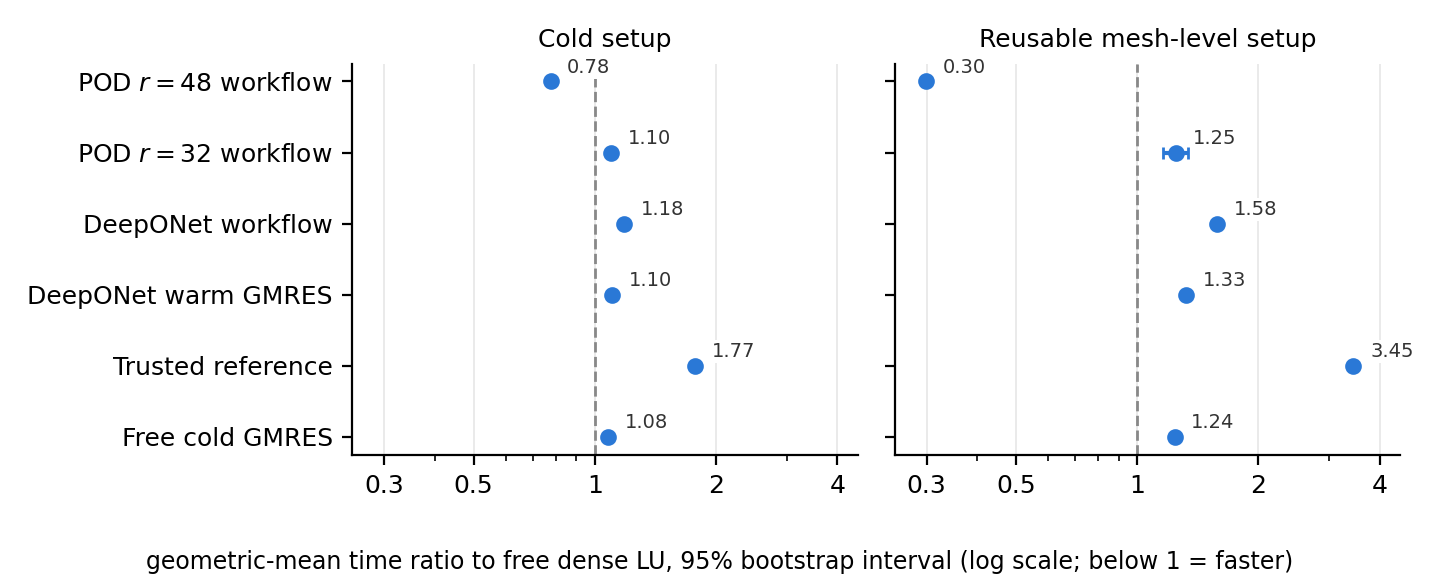 Cold setup
Reusable mesh-level setup
POD r = 48 workflow
0.78
0.30
POD r = 32 workflow
1.10
1.25
DeepONet workflow
1.18
1.58
DeepONet warm GMRES
1.10
1.33
Trusted reference
1.77
3.45
Free cold GMRES
1.08
1.24
0.3 0.5 1 2 4
0.3 0.5 1 2 4
geometric-mean time ratio to free dense LU, 95% bootstrap interval (log scale; below 1 = faster)